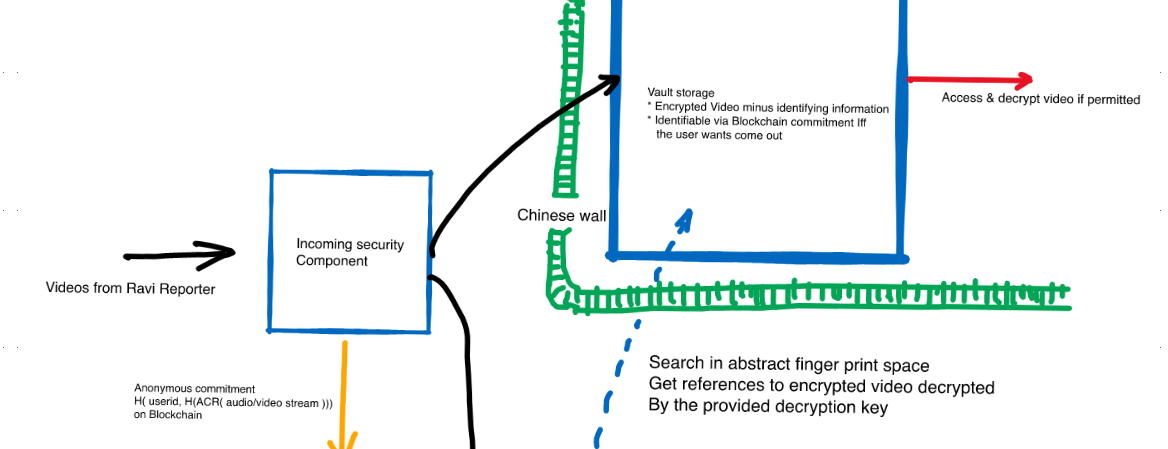 Vault storage
* Encrypted Video minus identifying information
* Identifiable via Blockchain commitment Iff
the user wants come out
Access & decrypt video if permitted
Chinese wall
Incoming security
Component
Videos from Ravi Reporter
Search in abstract finger print space
Get references to encrypted video decrypted
By the provided decryption key
Anonymous commitment
H( userid, H(ACR( audio/video stream )))
on Blockchain